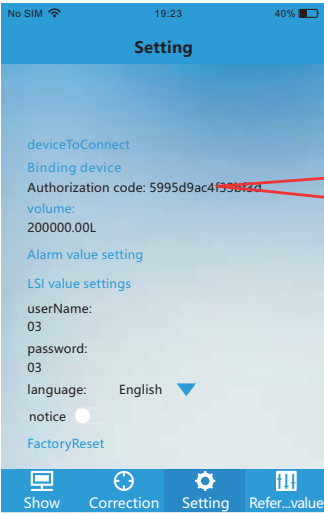 No SIM 19:23 40%
Setting
deviceToConnect
Binding device
Authorization code: 5995d9ac4f39bf3d
volume:
200000.00L
Alarm value setting
LSI value settings
userName:
03
password:
03
language: English
notice
FactoryReset
Show Correction Setting Refer...value